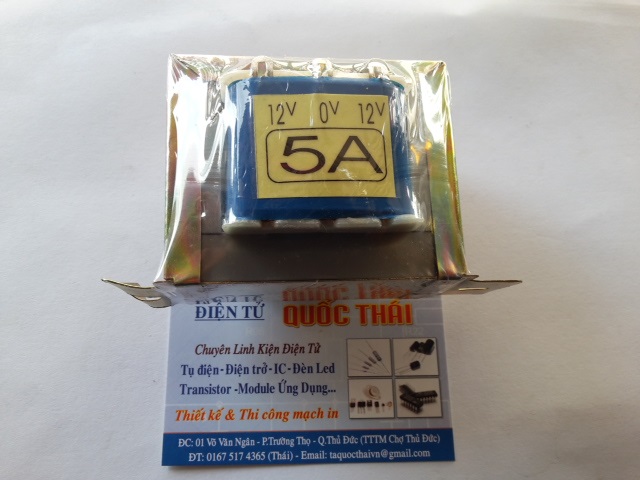 12V 0V 12V
5A
ĐIỆN TỬ
QUỐC THÁI
Chuyên Linh Kiện Điện Tử
Tụ điện - Điện trở - IC - Đèn Led
Transistor - Module Ứng Dụng...
Thiết kế & Thi công mạch in
ĐC: 01 Võ Văn Ngân - P.Trường Thọ - Q.Thủ Đức (TTTM Chợ Thủ Đức)
ĐT: 0167 517 4365 (Thái) - Email: taquocthaivn@gmail.com